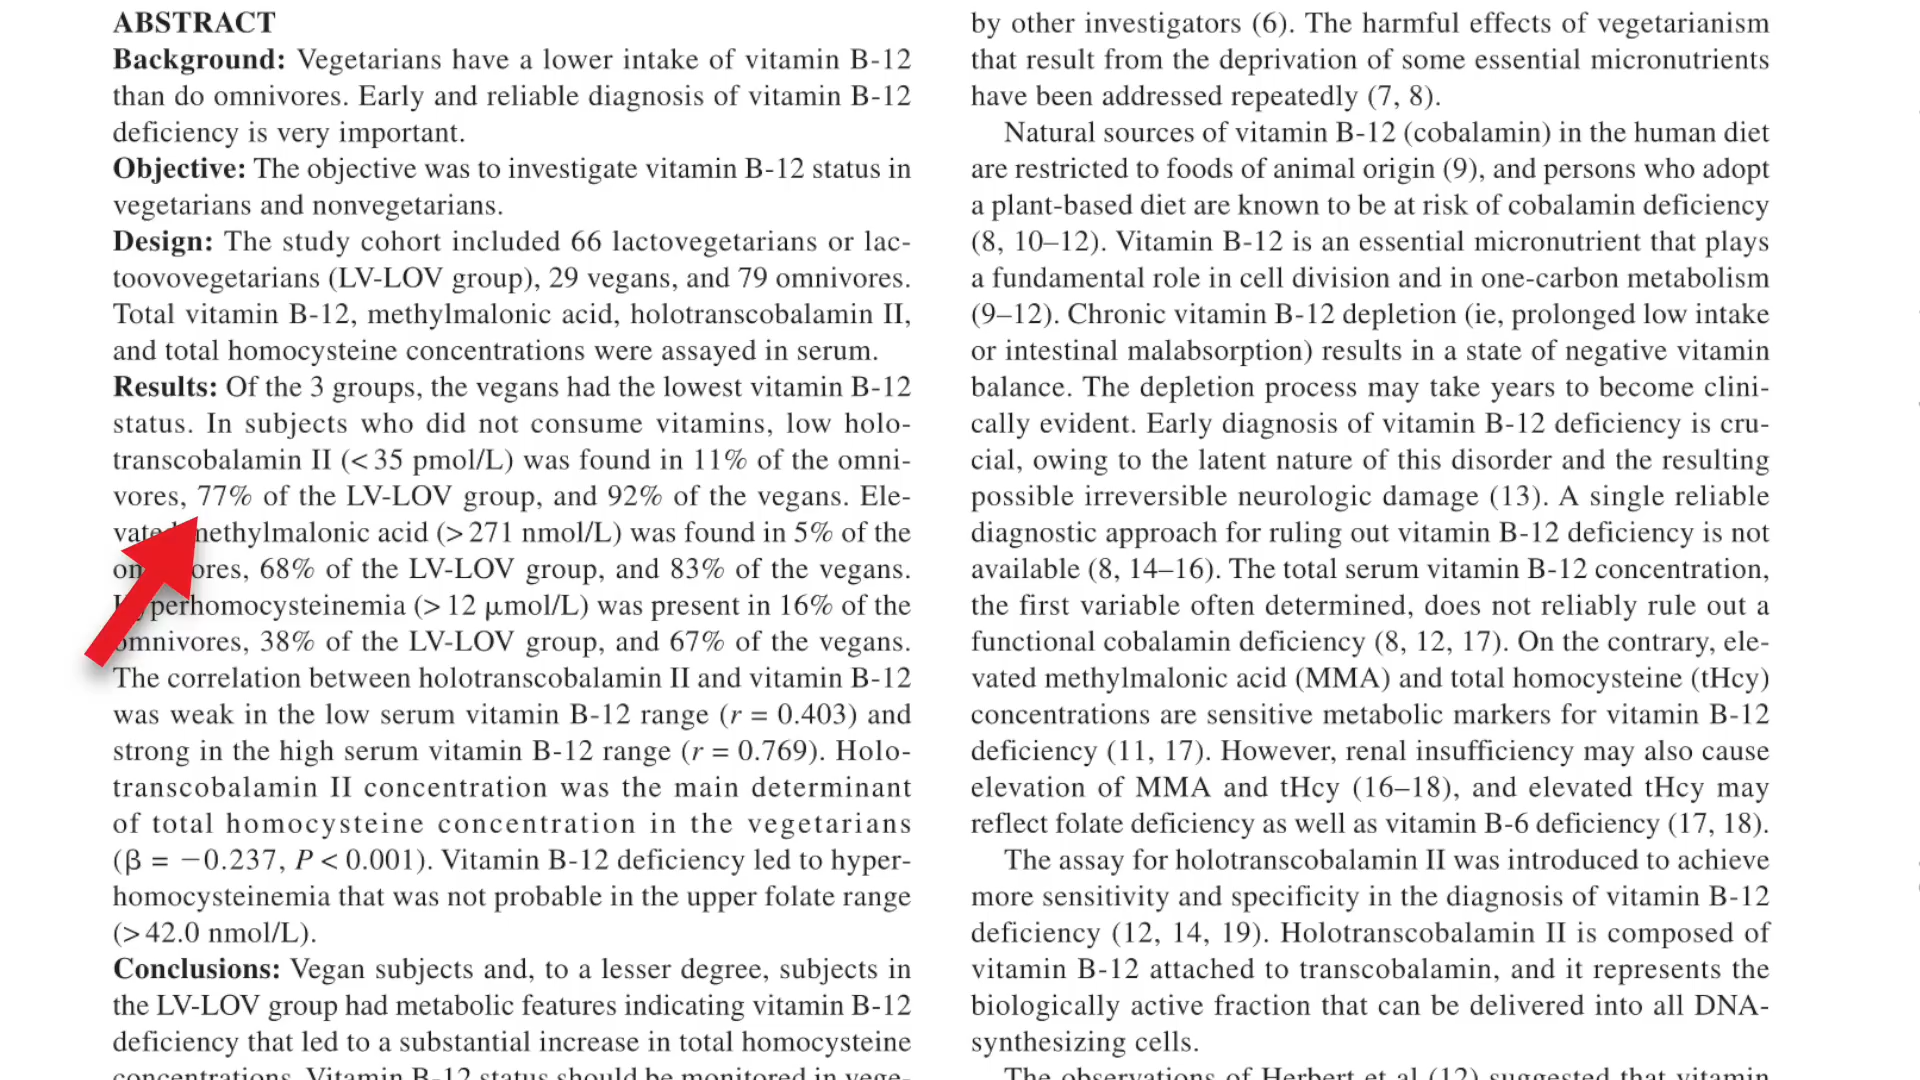 ABSTRACT
Background: Vegetarians have a lower intake of vitamin B-12
than do omnivores. Early and reliable diagnosis of vitamin B-12
deficiency is very important.
Objective: The objective was to investigate vitamin B-12 status in
vegetarians and nonvegetarians.
Design: The study cohort included 66 lactovegetarians or lac-
toovovegetarians (LV-LOV group), 29 vegans, and 79 omnivores.
Total vitamin B-12, methylmalonic acid, holotranscobalamin II,
and total homocysteine concentrations were assayed in serum.
Results: Of the 3 groups, the vegans had the lowest vitamin B-12
status. In subjects who did not consume vitamins, low holo-
transcobalamin II (< 35 pmol/L) was found in 11% of the omni-
vores, 77% of the LV-LOV group, and 92% of the vegans. Ele-
acid (> 271 nmol/L) was found in 5% of the
68% of the LV-LOV group, and 83% of the vegans.
(> 12 μmol/L) was present in 16% of the
omnivores, 38% of the LV-LOV group, and 67% of the vegans.
The correlation between holotranscobalamin II and vitamin B-12
was weak in the low serum vitamin B-12 range (r = 0.403) and
strong in the high serum vitamin B-12 range (r = 0.769). Holo-
transcobalamin II concentration was the main determinant
of total homocysteine concentration in the vegetarians
(β = −0.237, P < 0.001). Vitamin B-12 deficiency led to hyper-
homocysteinemia that was not probable in the upper folate range
(> 42.0 nmol/L).
Conclusions: Vegan subjects and, to a lesser degree, subjects in
the LV-LOV group had metabolic features indicating vitamin B-12
deficiency that led to a substantial increase in total homocysteine
concentrations. Vitamin B-12 status should be monitored in vege-
by other investigators (6). The harmful effects of vegetarianism
that result from the deprivation of some essential micronutrients
have been addressed repeatedly (7, 8).
Natural sources of vitamin B-12 (cobalamin) in the human diet
are restricted to foods of animal origin (9), and persons who adopt
a plant-based diet are known to be at risk of cobalamin deficiency
(8, 10–12). Vitamin B-12 is an essential micronutrient that plays
a fundamental role in cell division and in one-carbon metabolism
(9–12). Chronic vitamin B-12 depletion (ie, prolonged low intake
or intestinal malabsorption) results in a state of negative vitamin
balance. The depletion process may take years to become clini-
cally evident. Early diagnosis of vitamin B-12 deficiency is cru-
cial, owing to the latent nature of this disorder and the resulting
possible irreversible neurologic damage (13). A single reliable
diagnostic approach for ruling out vitamin B-12 deficiency is not
available (8, 14–16). The total serum vitamin B-12 concentration,
the first variable often determined, does not reliably rule out a
functional cobalamin deficiency (8, 12, 17). On the contrary, ele-
vated methylmalonic acid (MMA) and total homocysteine (tHcy)
concentrations are sensitive metabolic markers for vitamin B-12
deficiency (11, 17). However, renal insufficiency may also cause
elevation of MMA and tHcy (16–18), and elevated tHcy may
reflect folate deficiency as well as vitamin B-6 deficiency (17, 18).
The assay for holotranscobalamin II was introduced to achieve
more sensitivity and specificity in the diagnosis of vitamin B-12
deficiency (12, 14, 19). Holotranscobalamin II is composed of
vitamin B-12 attached to transcobalamin, and it represents the
biologically active fraction that can be delivered into all DNA-
synthesizing cells.
The observations of Herbert et al (12) suggested that vitamin